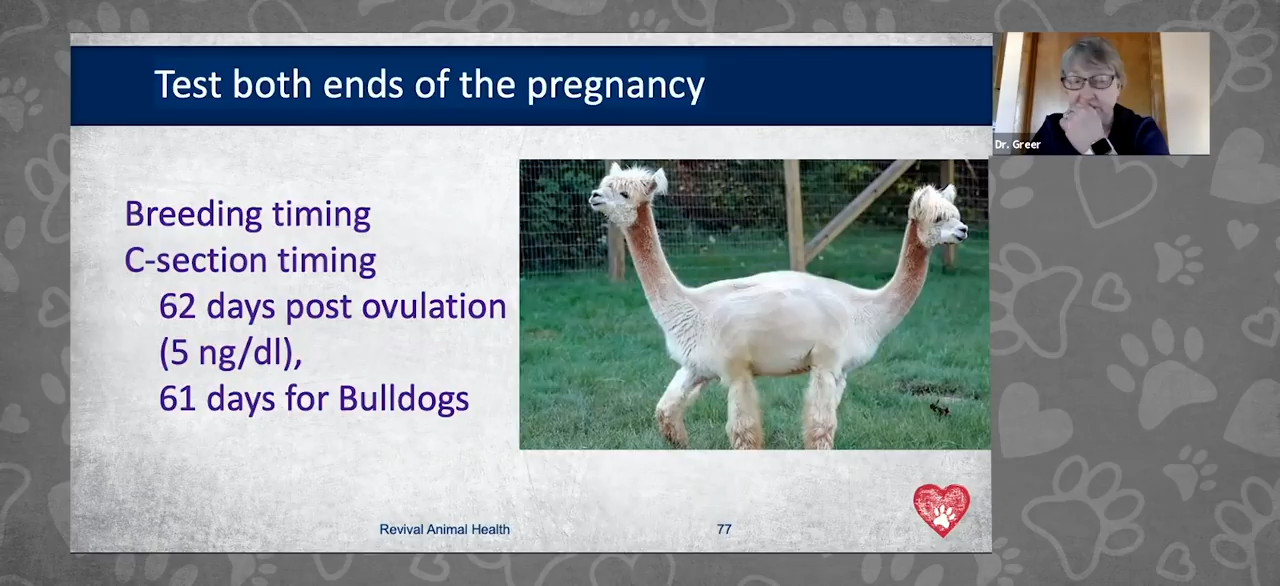 Test both ends of the pregnancy
Dr. Greer
Breeding timing
C-section timing
62 days post ovulation
(5 ng/dl),
61 days for Bulldogs
Revival Animal Health
77